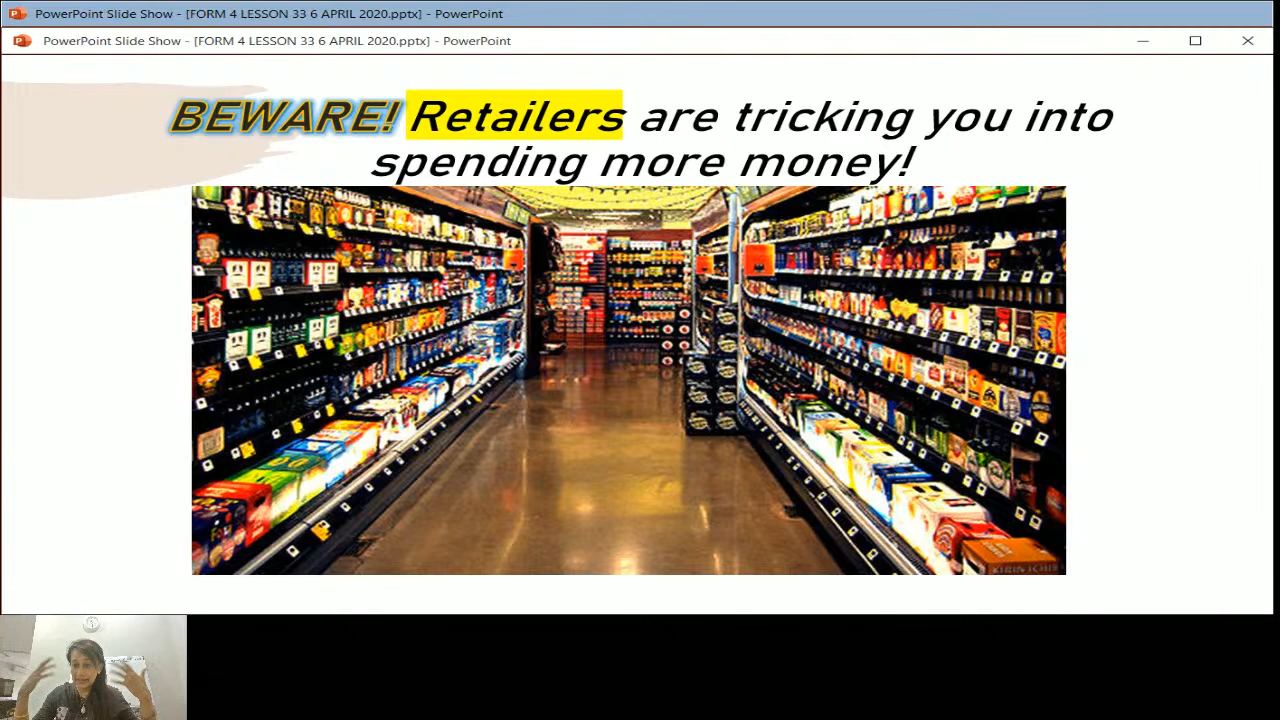 PowerPoint Slide Show - [FORM 4 LESSON 33 6 APRIL 2020.pptx] - PowerPoint
PowerPoint Slide Show - [FORM 4 LESSON 33 6 APRIL 2020.pptx] - PowerPoint
BEWARE! Retailers are tricking you into
spending more money!